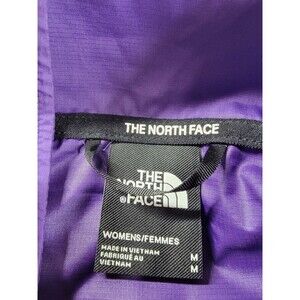 THE NORTH FACE
THE
NORTH
FACE
®
WOMENS/FEMMES
MADE IN VIETNAM M
FABRIQUÉ AU
VIETNAM M